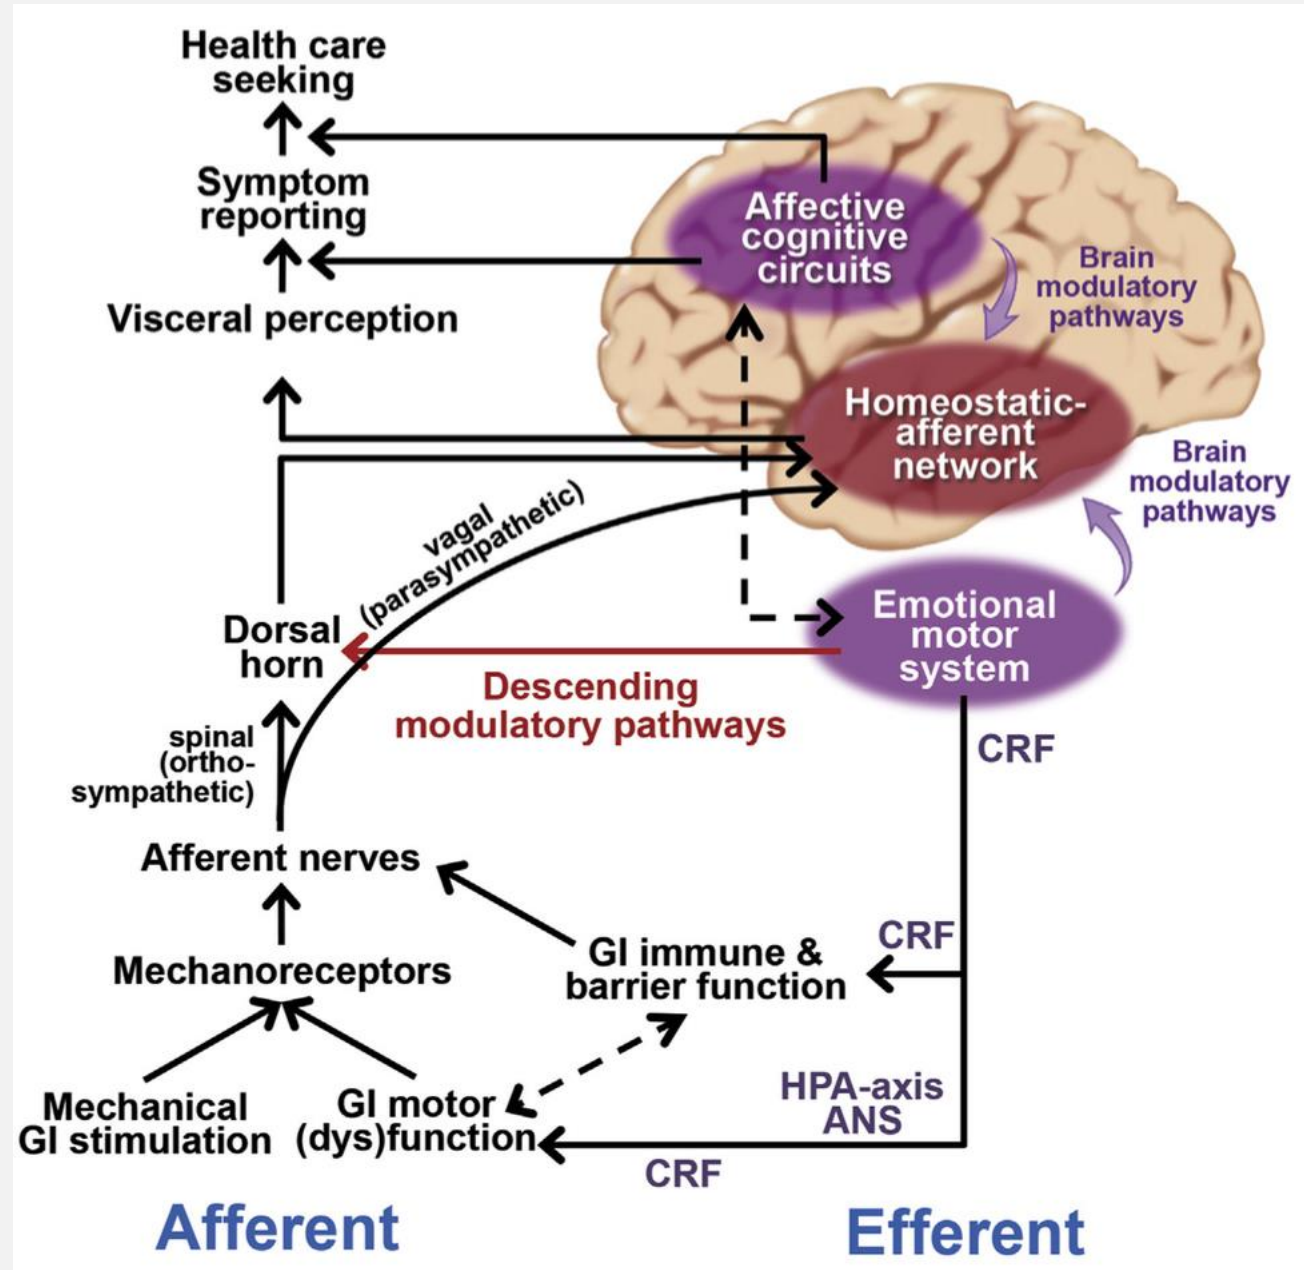 Health care
seeking
Symptom
reporting
Visceral perception
Affective
cognitive
circuits
Brain
modulatory
pathways
Homeostatic-
afferent
network
Brain
modulatory
pathways
vagal
(parasympathetic)
Dorsal
horn
Emotional
motor
system
Descending
modulatory pathways
spinal
(ortho-
sympathetic)
CRF
Afferent nerves
CRF
GI immune &
barrier function
Mechanoreceptors
HPA-axis
ANS
Mechanical
GI stimulation
GI motor
(dys)function
CRF
Afferent
Efferent